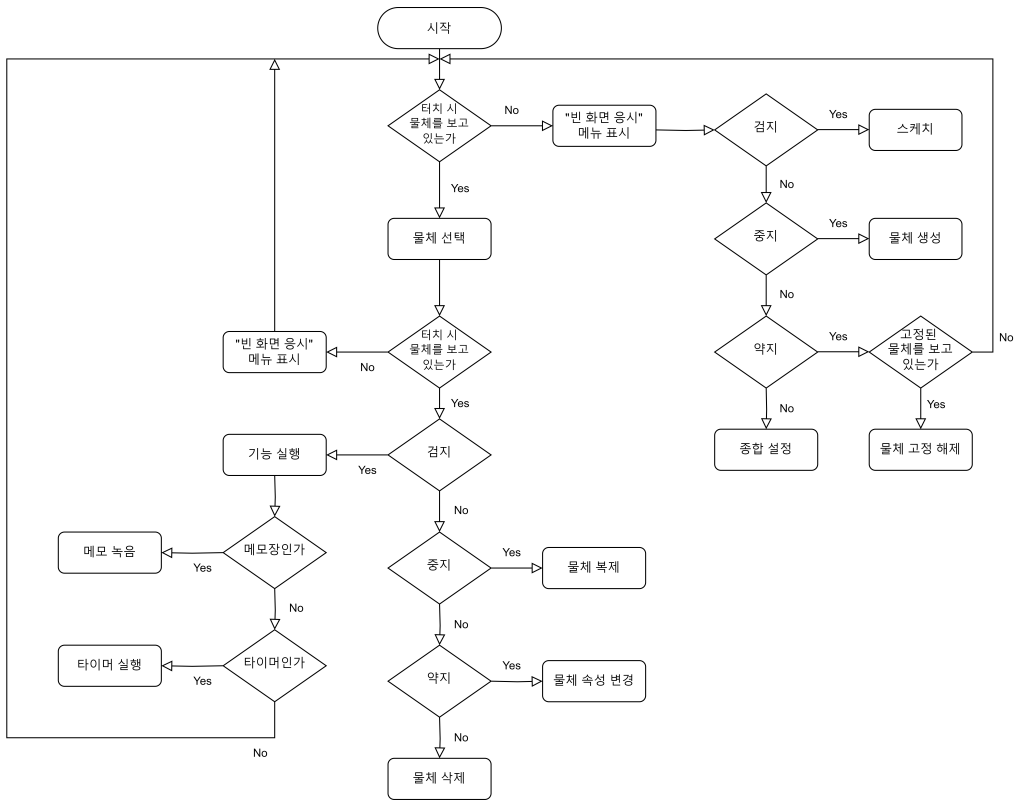 시작
터치 시
물체를 보고
있는가
No
"빈 화면 응시"
메뉴 표시
검지
Yes
스케치
No
Yes
물체 선택
중지
Yes
물체 생성
No
터치 시
물체를 보고
있는가
No
"빈 화면 응시"
메뉴 표시
약지
Yes
고정된
물체를 보고
있는가
No
Yes
No
Yes
종합 설정
물체 고정 해제
검지
Yes
기능 실행
No
메모장인가
Yes
메모 녹음
중지
Yes
물체 복제
No
No
타이머인가
Yes
타이머 실행
약지
Yes
물체 속성 변경
No
No
물체 삭제